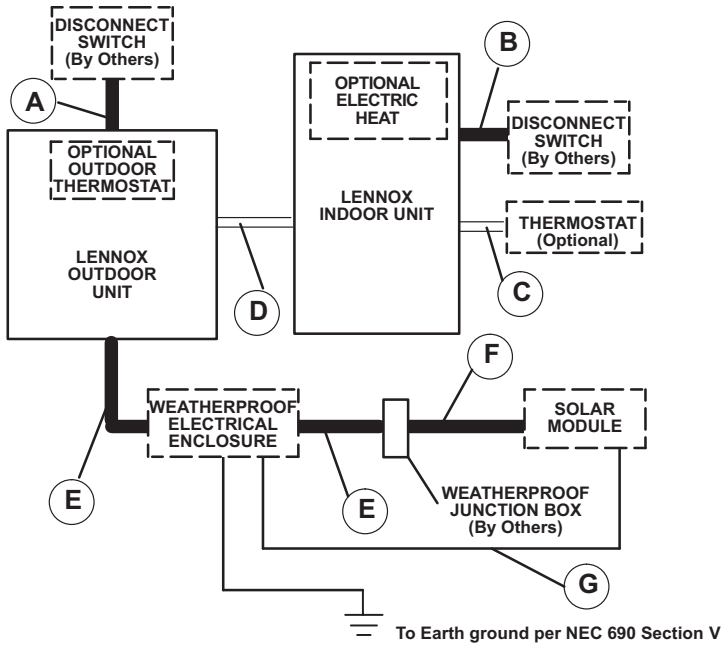 DISCONNECT
SWITCH
(By Others)
A
B
OPTIONAL
ELECTRIC
HEAT
DISCONNECT
SWITCH
(By Others)
OPTIONAL
OUTDOOR
THERMOSTAT
LENNOX
INDOOR UNIT
THERMOSTAT
(Optional)
LENNOX
OUTDOOR
UNIT
C
D
F
WEATHERPROOF
ELECTRICAL
ENCLOSURE
SOLAR
MODULE
E
E
WEATHERPROOF
JUNCTION BOX
(By Others)
G
To Earth ground per NEC 690 Section V